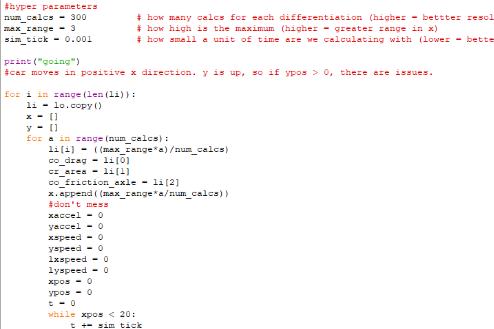 #hyper parameters
num_calcs = 300 # how many calcs for each differentiation (higher = bettter resol
max_range = 3 # how high is the maximum (higher = greater range in x)
sim_tick = 0.001 # how small a unit of time are we calculating with (lower = bette
print("going")
#car moves in positive x direction. y is up, so if ypos > 0, there are issues.
for i in range(len(li)):
li = lo.copy()
x = []
y = []
for a in range(num_calcs):
li[i] = ((max_range*a)/num_calcs)
co_drag = li[0]
cr_area = li[1]
co_friction_axle = li[2]
x.append((max_range*a/num_calcs))
#don't mess
xaccel = 0
yaccel = 0
xspeed = 0
yspeed = 0
lxspeed = 0
lyspeed = 0
xpos = 0
ypos = 0
t = 0
while xpos < 20:
t += sim_tick